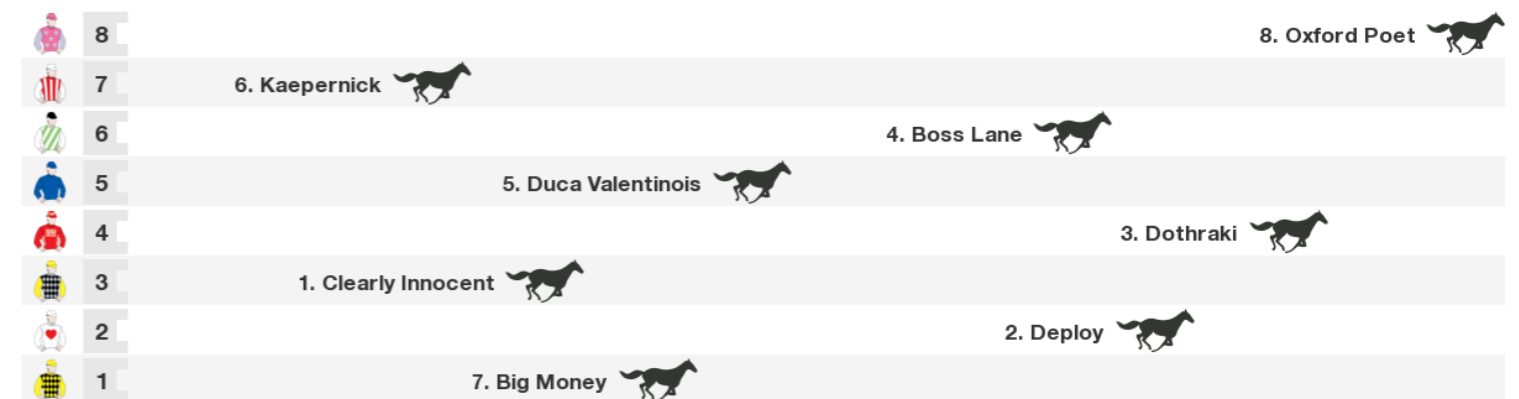 8 8. Oxford Poet
7 6. Kaepernick
6 4. Boss Lane
5 5. Duca Valentinois
4 3. Dothraki
3 1. Clearly Innocent
2 2. Deploy
1 7. Big Money